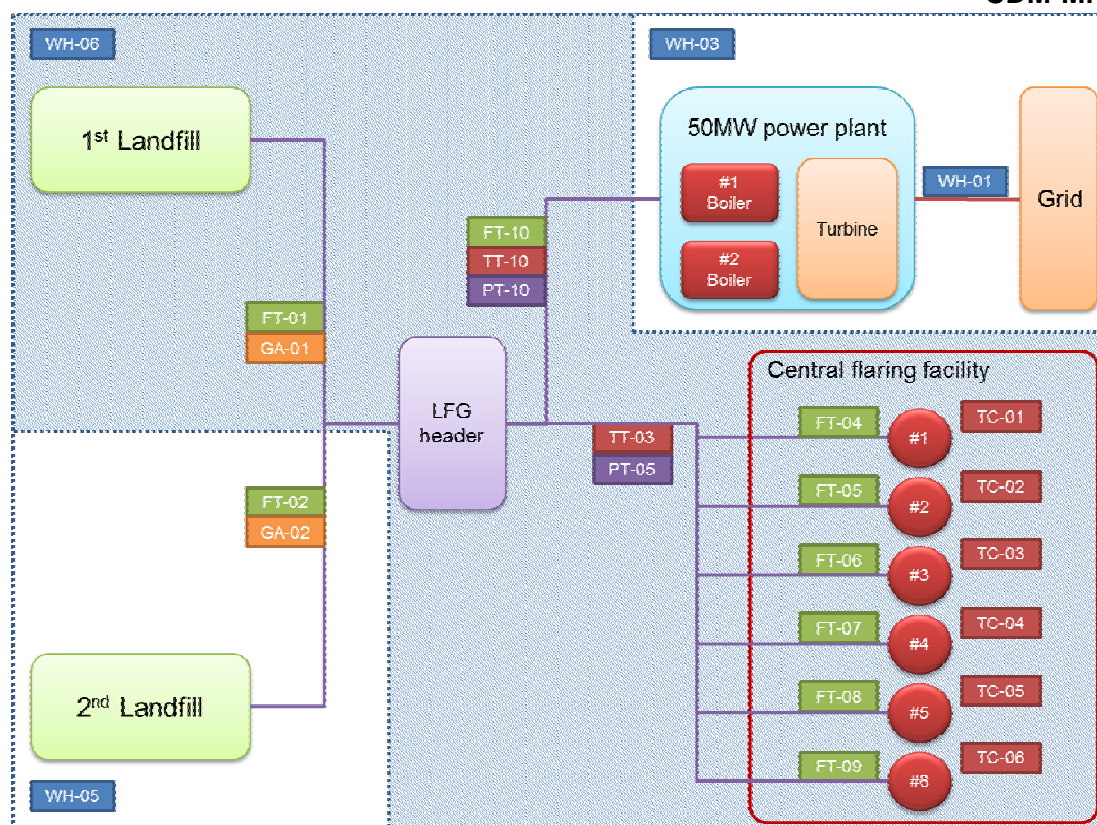 WH-06
WH-03
1st Landfill
50MW power plant
#1
Boiler
#2
Boiler
Turbine
WH-01
Grid
FT-10
TT-10
PT-10
FT-01
GA-01
LFG
header
Central flaring facility
TT-03
PT-05
FT-04
#1
TC-01
FT-05
#2
TC-02
FT-06
#3
TC-03
FT-07
#4
TC-04
FT-08
#5
TC-05
FT-09
#6
TC-06
FT-02
GA-02
2nd Landfill
WH-05